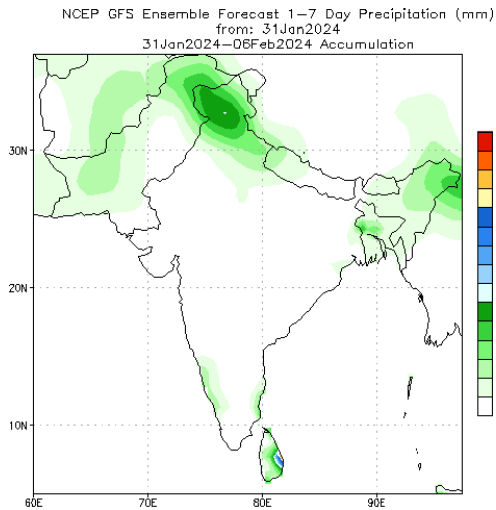 NCEP GFS Ensemble Forecast 1-7 Day Precipitation (mm)
from: 31Jan2024
31Jan2024-06Feb2024 Accumulation
30N
20N
10N
60E 70E 80E 90E